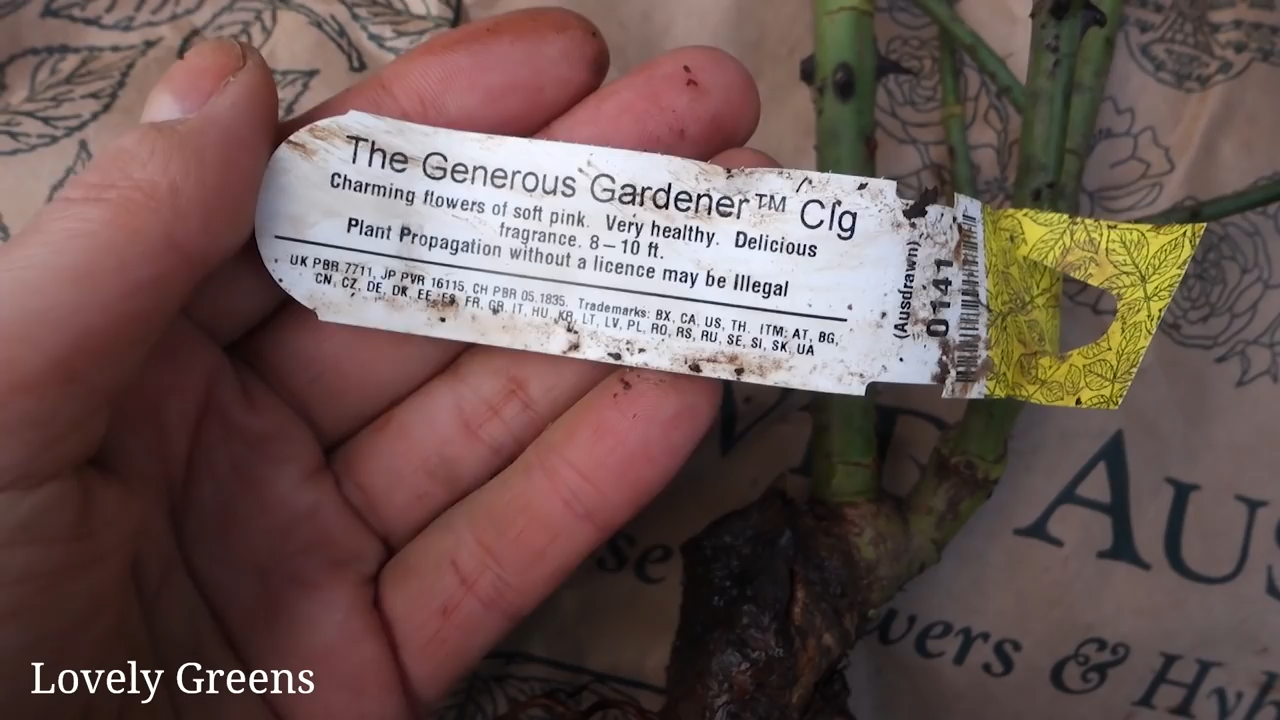 The Generous Gardener™ Clg
Charming flowers of soft pink. Very healthy. Delicious
fragrance. 8–10 ft.
Plant Propagation without a licence may be Illegal
UK PBR 7711, JP PVR 16115, CH PBR 05.1835. Trademarks: BX, CA, US, TH. ITM; AT, BG,
CN, CZ, DE, DK, EE, ES, FR, GR, IT, HU, KR, LT, LV, PL, RO, RS, RU, SE, SI, SK, UA
(Ausdrawn)
0141
AUS
& Hyb
Lovely Greens